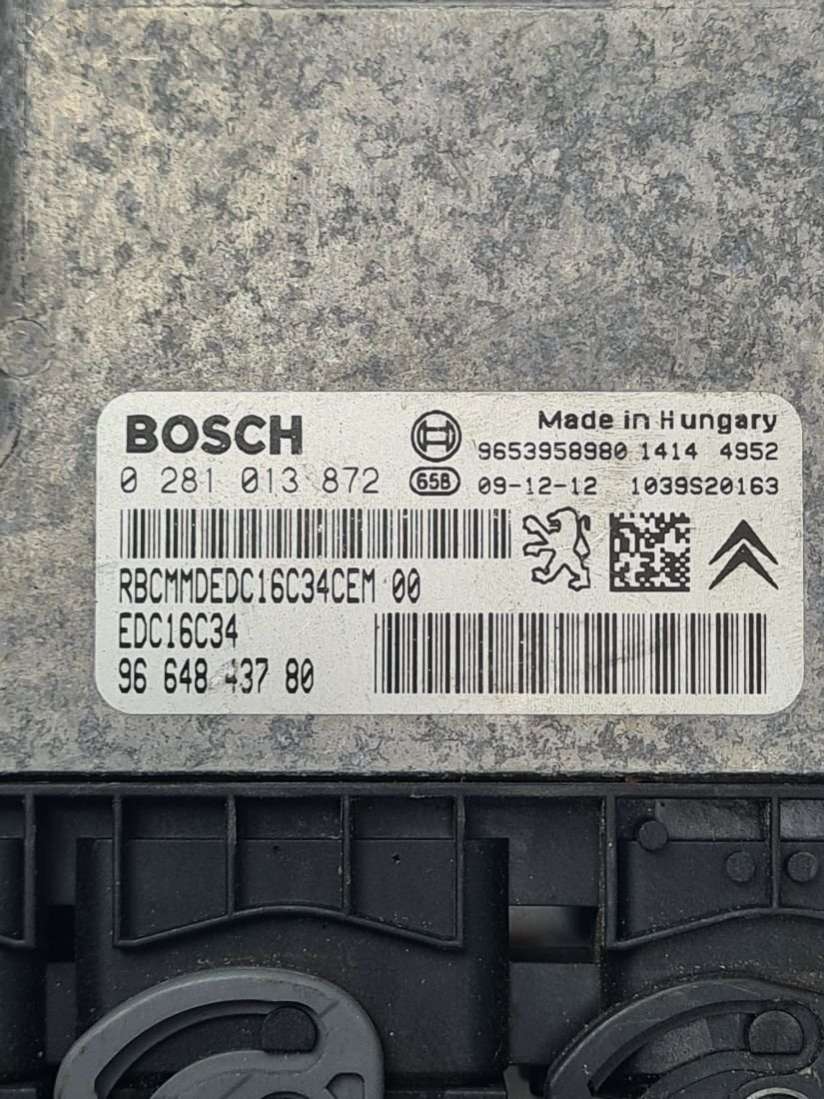 BOSCH
Made in Hungary
9653958980 1414 4952
0 281 013 872
G5B 09-12-12 1039S20163
RBCMMDEDC16C34CEM 00
EDC16C34
96 648 437 80